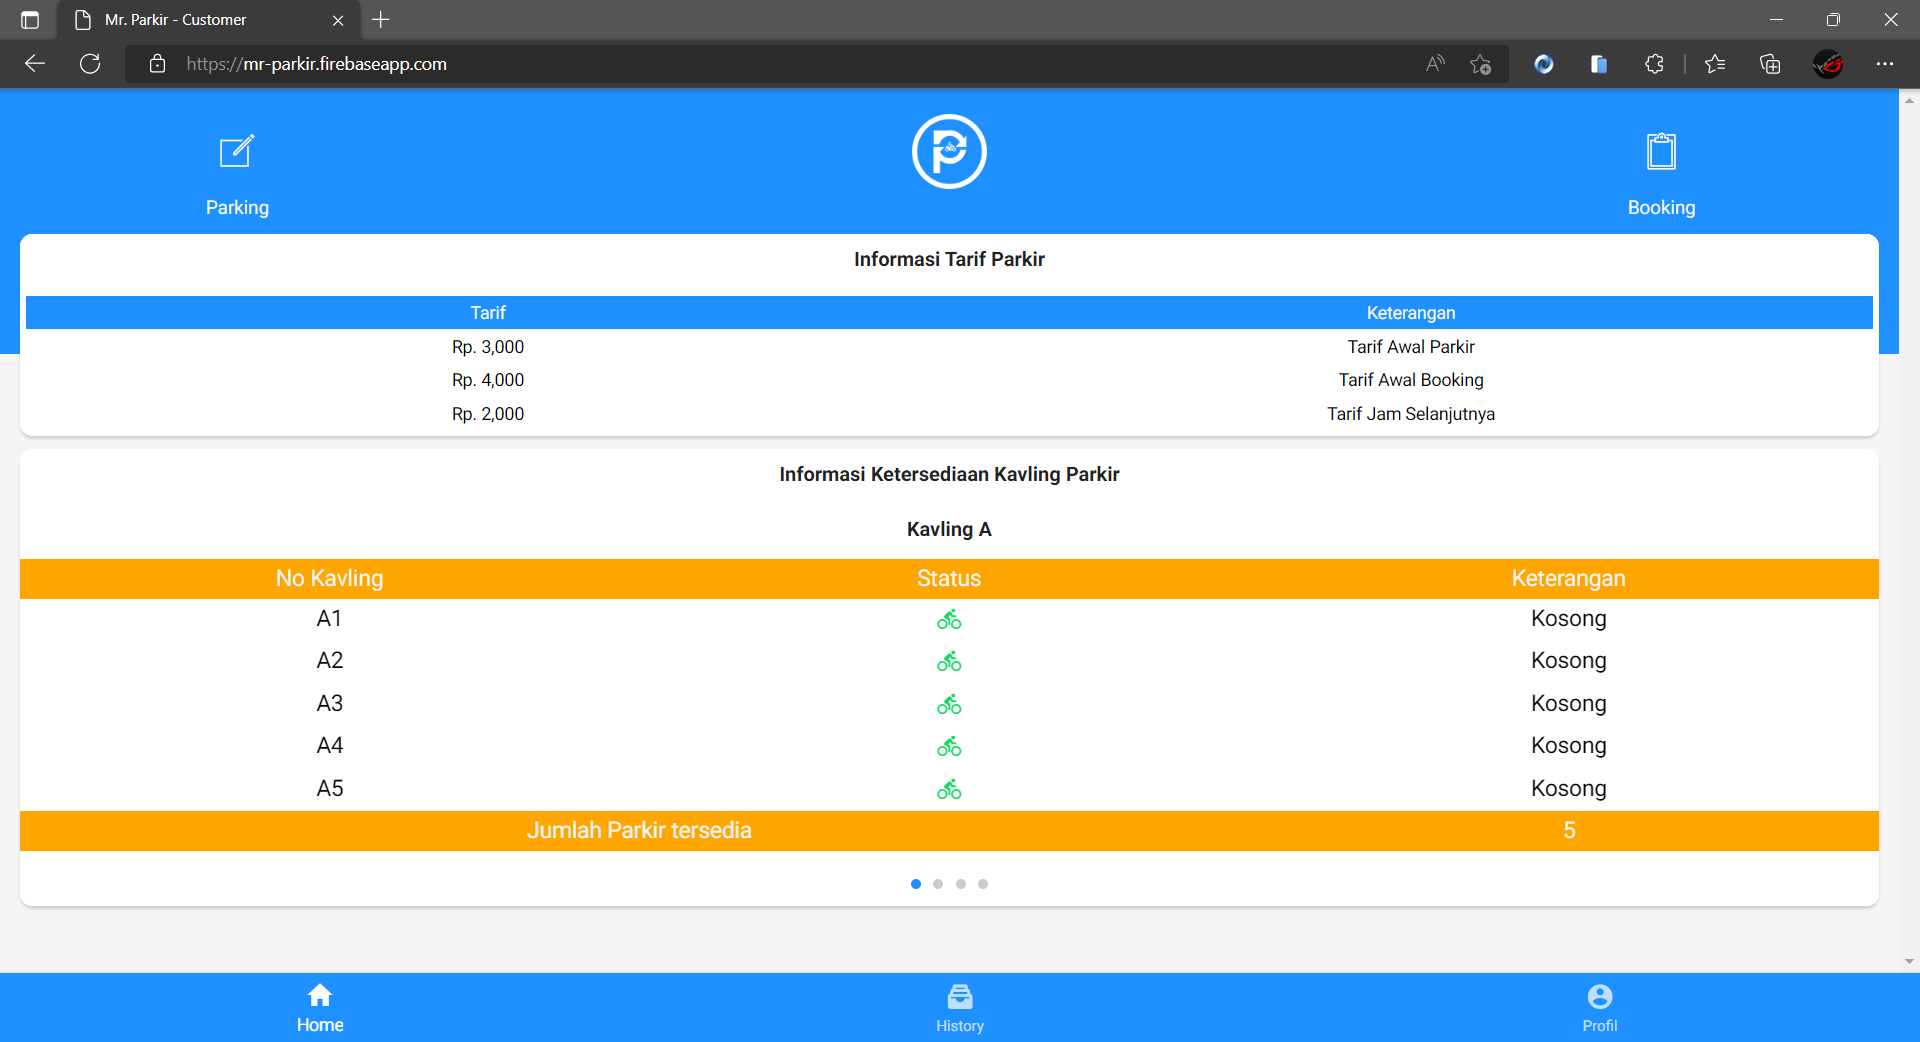 Mr. Parkir - Customer
https://mr-parkir.firebaseapp.com
Parking
P
Booking
Informasi Tarif Parkir
Tarif Keterangan
Rp. 3,000 Tarif Awal Parkir
Rp. 4,000 Tarif Awal Booking
Rp. 2,000 Tarif Jam Selanjutnya
Informasi Ketersediaan Kavling Parkir
Kavling A
No Kavling Status Keterangan
A1 Kosong
A2 Kosong
A3 Kosong
A4 Kosong
A5 Kosong
Jumlah Parkir tersedia 5
Home History Profil